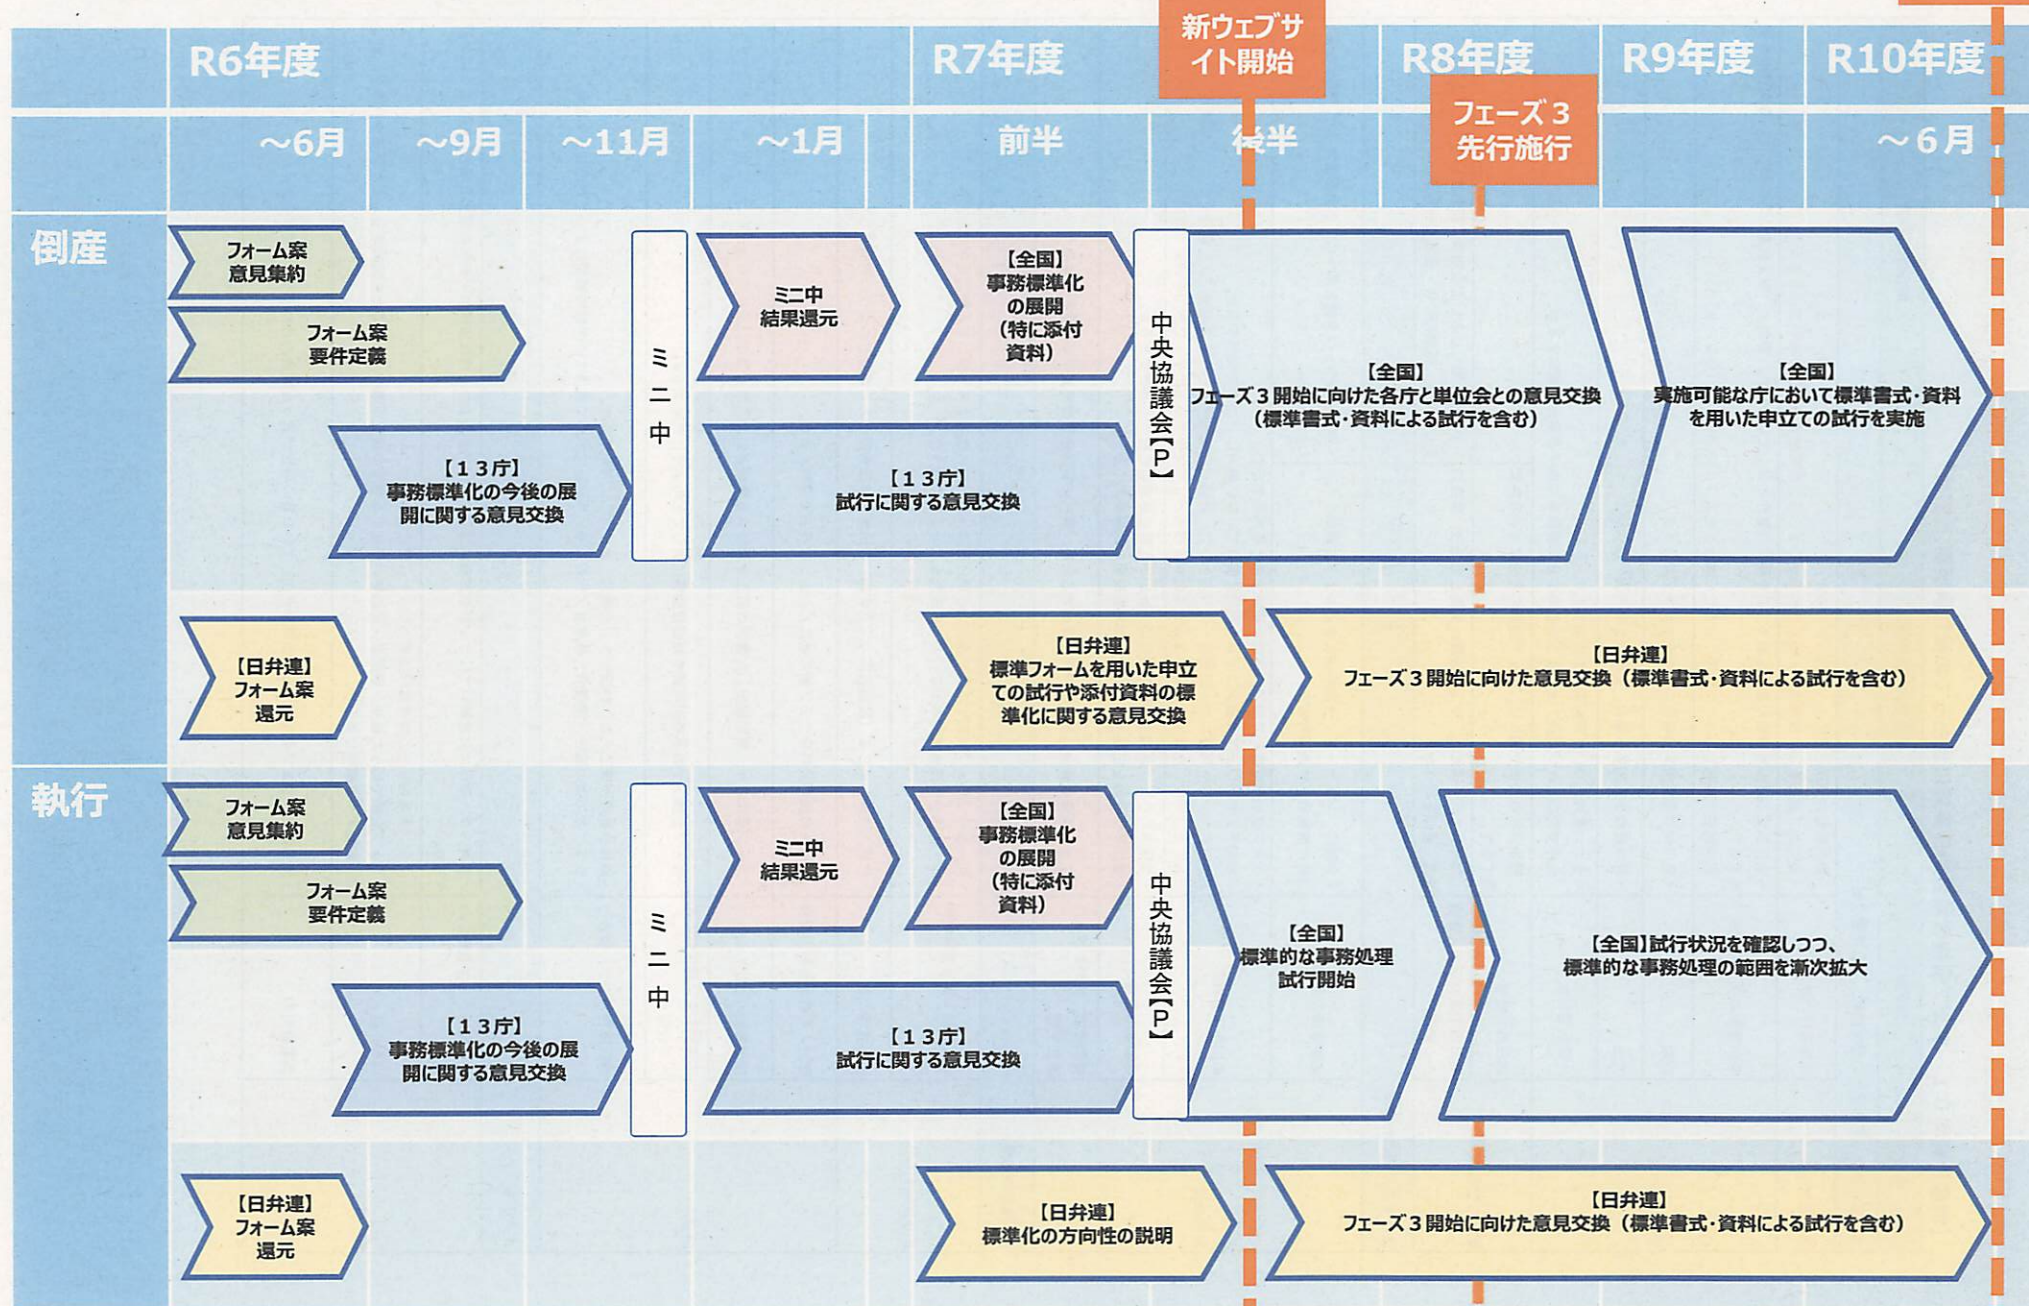 新ウェブサ
イト開始
R6年度
R7年度
R8年度
R9年度
R10年度
フェーズ３
先行施行
～6月
～9月
～11月
～1月
前半
後半
～６月
倒産
フォーム案
意見集約
フォーム案
要件定義
【１３庁】
事務標準化の今後の展
開に関する意見交換
ミニ中
ミニ中
結果還元
【全国】
事務標準化
の展開
（特に添付
資料）
【１３庁】
試行に関する意見交換
中央協議会【P】
【全国】
フェーズ３開始に向けた各庁と単位会との意見交換
（標準書式･資料による試行を含む）
【全国】
実施可能な庁において標準書式･資料
を用いた申立ての試行を実施
【日弁連】
フォーム案
還元
【日弁連】
標準フォームを用いた申立
ての試行や添付資料の標
準化に関する意見交換
【日弁連】
フェーズ３開始に向けた意見交換（標準書式･資料による試行を含む）
執行
フォーム案
意見集約
フォーム案
要件定義
【１３庁】
事務標準化の今後の展
開に関する意見交換
ミニ中
ミニ中
結果還元
【全国】
事務標準化
の展開
（特に添付
資料）
【１３庁】
試行に関する意見交換
中央協議会【P】
【全国】
標準的な事務処理
試行開始
【全国】試行状況を確認しつつ、
標準的な事務処理の範囲を漸次拡大
【日弁連】
フォーム案
還元
【日弁連】
標準化の方向性の説明
【日弁連】
フェーズ３開始に向けた意見交換（標準書式･資料による試行を含む）